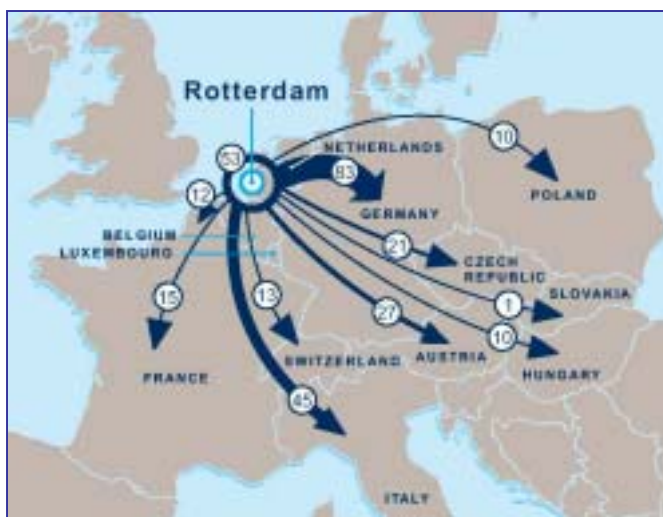 Rotterdam
NETHERLANDS
10
53
83
12
POLAND
GERMANY
BELGIUM
LUXEMBOURG
21
CZECH
REPUBLIC
SLOVAKIA
15
13
27
1
10
SWITZERLAND
AUSTRIA
HUNGARY
FRANCE
45
ITALY